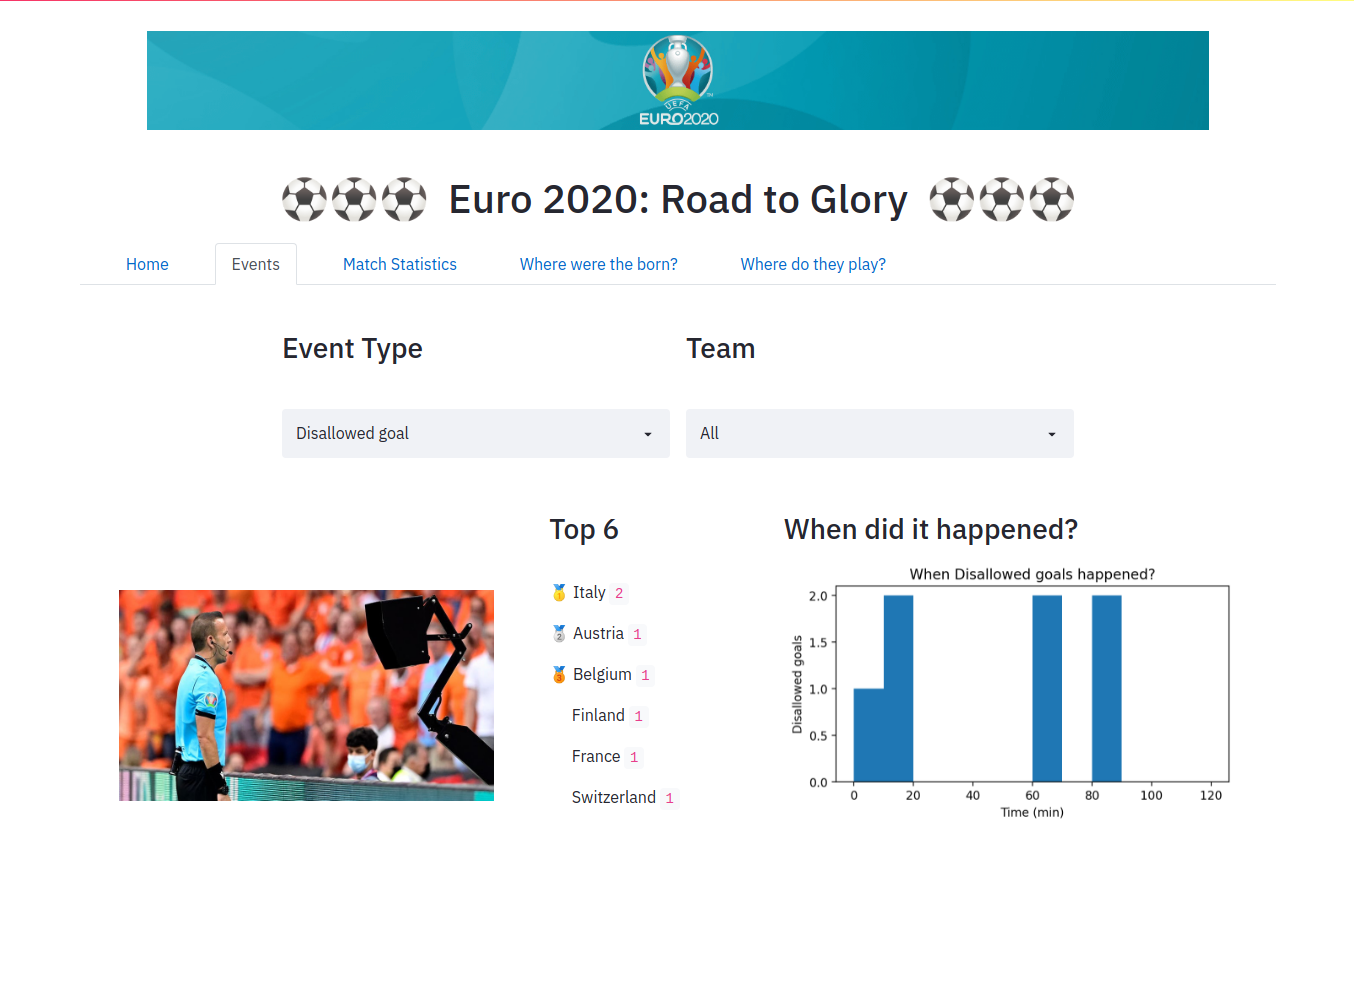 UEFA
EURO2020
TM
Euro 2020: Road to Glory
Home
Events
Match Statistics
Where were the born?
Where do they play?
Event Type
Team
Disallowed goal
All
Top 6
🥇 Italy 2
🥈 Austria 1
🥉 Belgium 1
Finland 1
France 1
Switzerland 1
When did it happened?
When Disallowed goals happened?
Disallowed goals
2.0
1.5
1.0
0.5
0.0
0 20 40 60 80 100 120
Time (min)